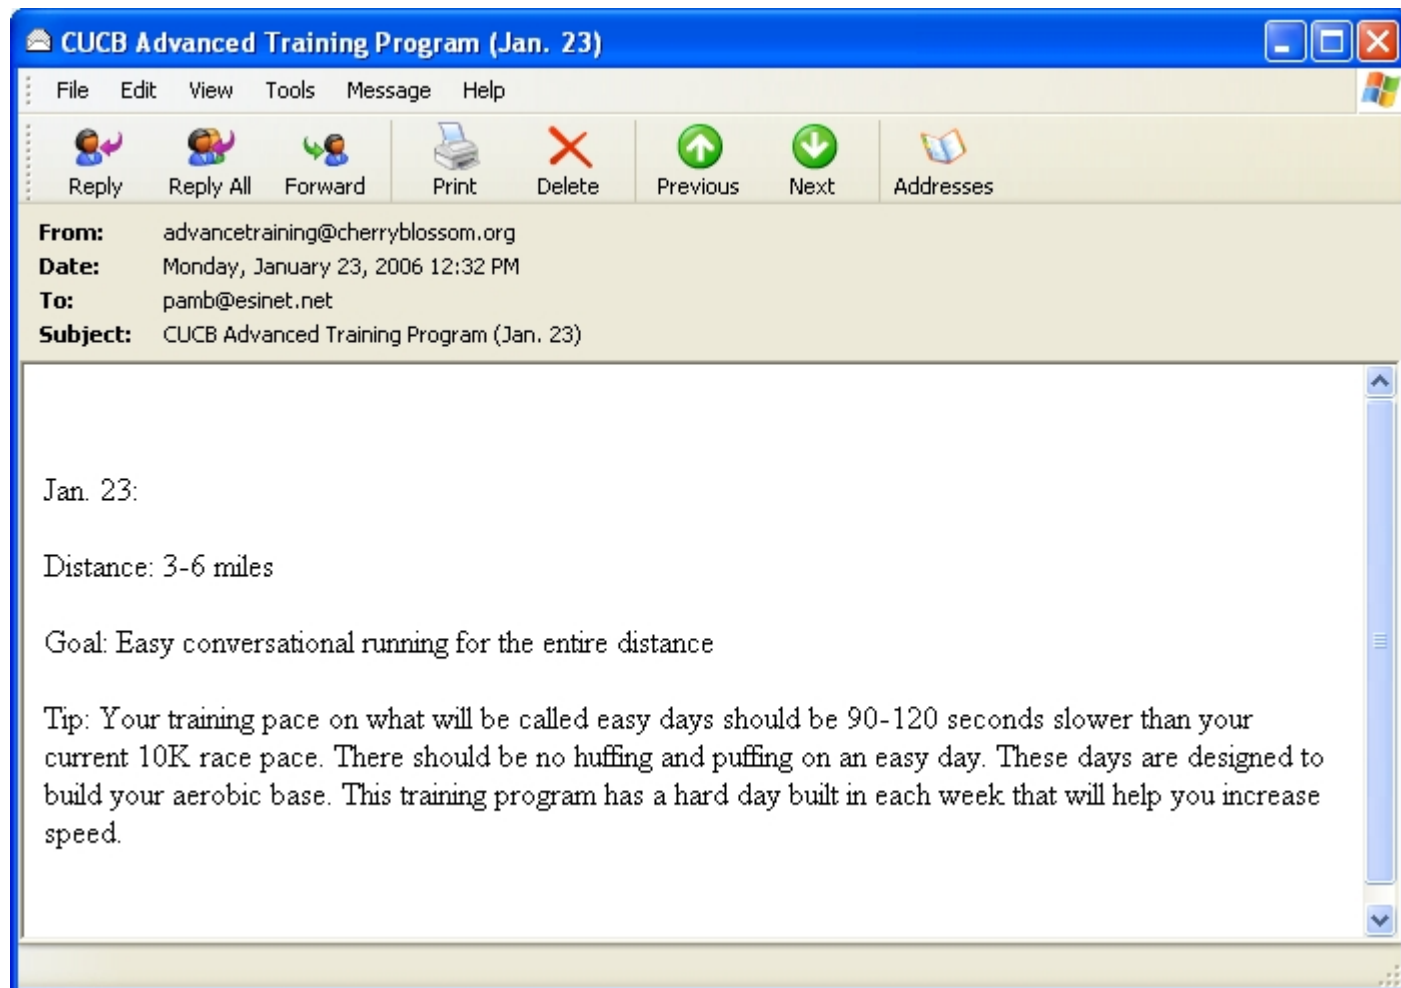 CUCB Advanced Training Program (Jan. 23)
File Edit View Tools Message Help
Reply Reply All Forward Print Delete Previous Next Addresses
From: advancetraining@cherryblossom.org
Date: Monday, January 23, 2006 12:32 PM
To: pamb@esinet.net
Subject: CUCB Advanced Training Program (Jan. 23)
Jan. 23:
Distance: 3-6 miles
Goal: Easy conversational running for the entire distance
Tip: Your training pace on what will be called easy days should be 90-120 seconds slower than your
current 10K race pace. There should be no huffing and puffing on an easy day. These days are designed to
build your aerobic base. This training program has a hard day built in each week that will help you increase
speed.